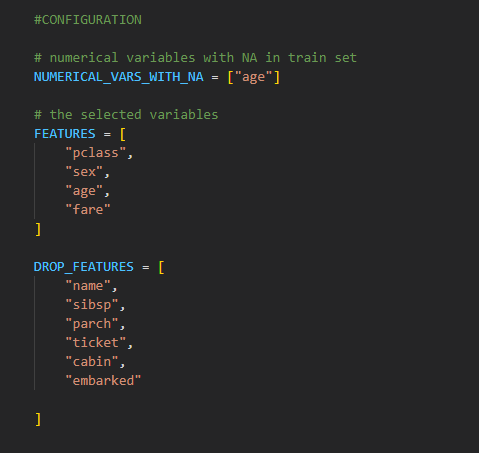 #CONFIGURATION
# numerical variables with NA in train set
NUMERICAL_VARS_WITH_NA = ["age"]
# the selected variables
FEATURES = [
"pclass",
"sex",
"age",
"fare"
]
DROP_FEATURES = [
"name",
"sibsp",
"parch",
"ticket",
"cabin",
"embarked"
]